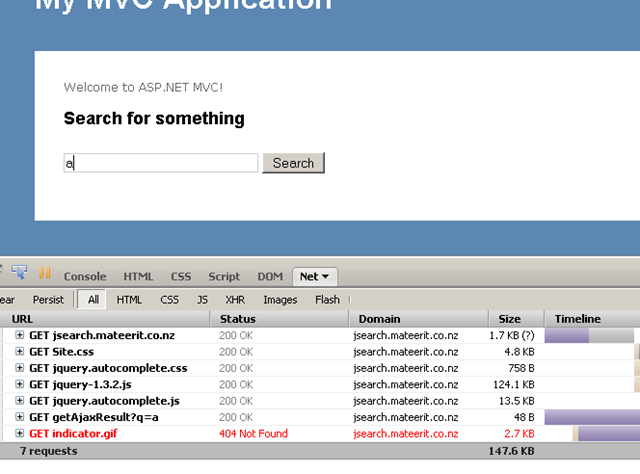 My MVC Application
Welcome to ASP.NET MVC!
Search for something
a Search
Console HTML CSS Script DOM Net
ear Persist All HTML CSS JS XHR Images Flash
URL Status Domain Size Timeline
GET jsearch.mateerit.co.nz 200 OK jsearch.mateerit.co.nz 1.7 KB (?)
GET Site.css 200 OK jsearch.mateerit.co.nz 4.8 KB
GET jquery.autocomplete.css 200 OK jsearch.mateerit.co.nz 758 B
GET jquery-1.3.2.js 200 OK jsearch.mateerit.co.nz 124.1 KB
GET jquery.autocomplete.js 200 OK jsearch.mateerit.co.nz 13.5 KB
GET getAjaxResult?q=a 200 OK jsearch.mateerit.co.nz 48 B
GET indicator.gif 404 Not Found jsearch.mateerit.co.nz 2.7 KB
7 requests 147.6 KB